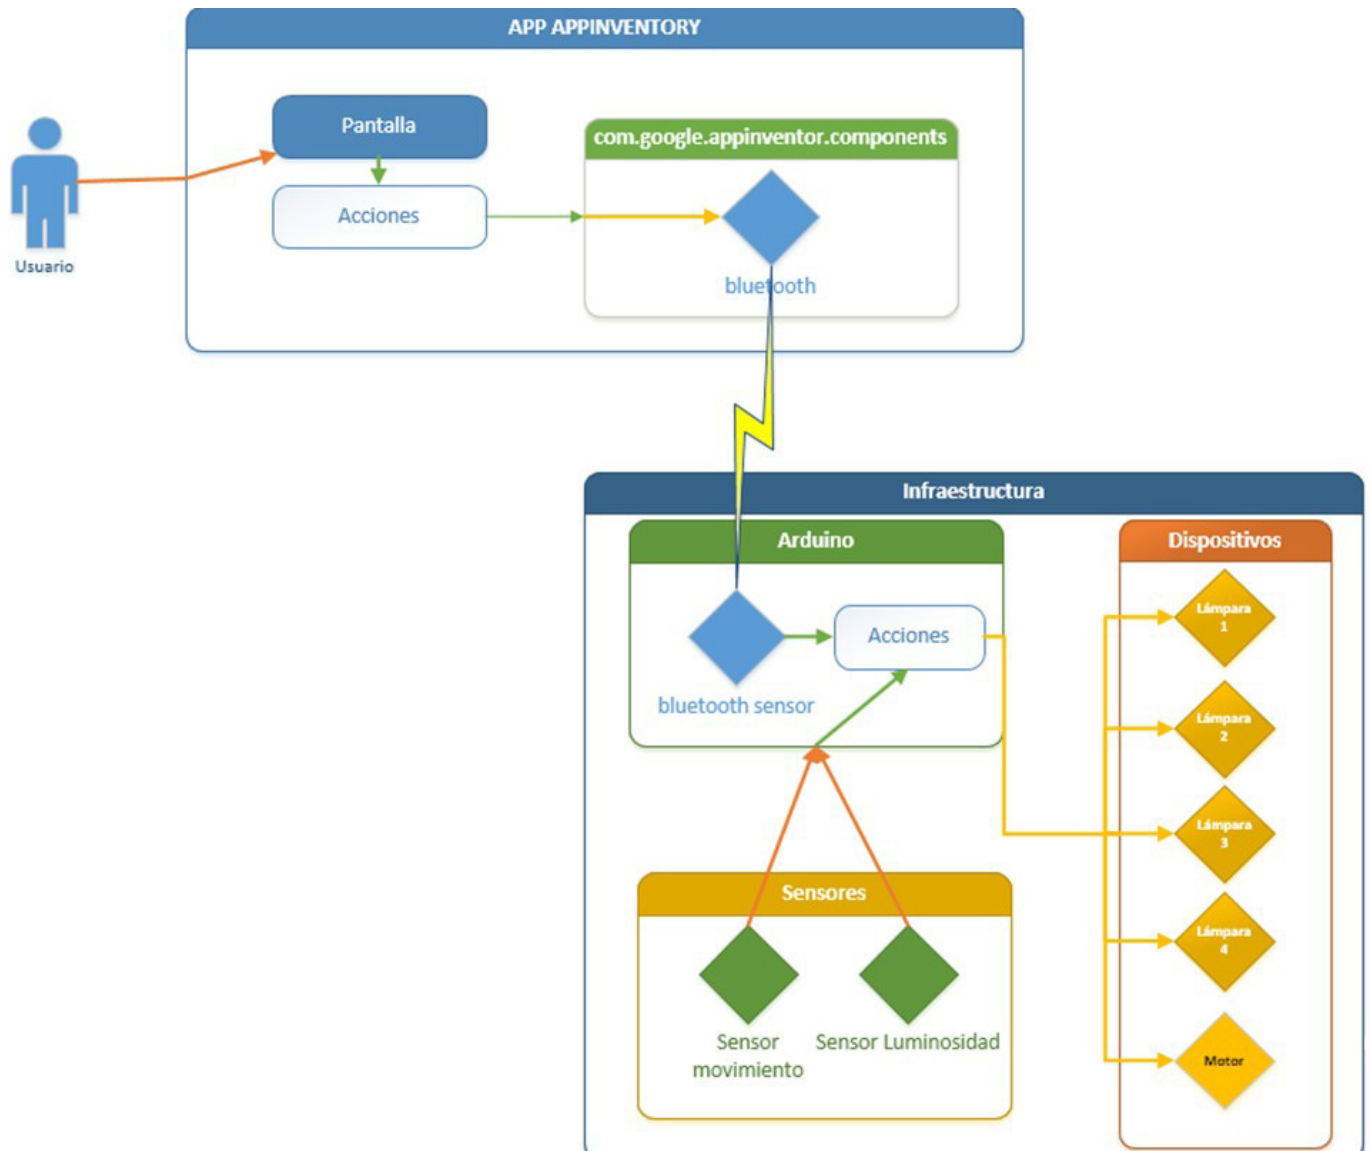 APP APPINVENTORY
Pantalla
com.google.appinventor.components
Acciones
Usuario
bluetooth
Infraestructura
Arduino
Dispositivos
Lámpara
1
Acciones
bluetooth sensor
Lámpara
2
Lámpara
3
Sensores
Lámpara
4
Sensor
movimiento
Sensor Luminosidad
Motor